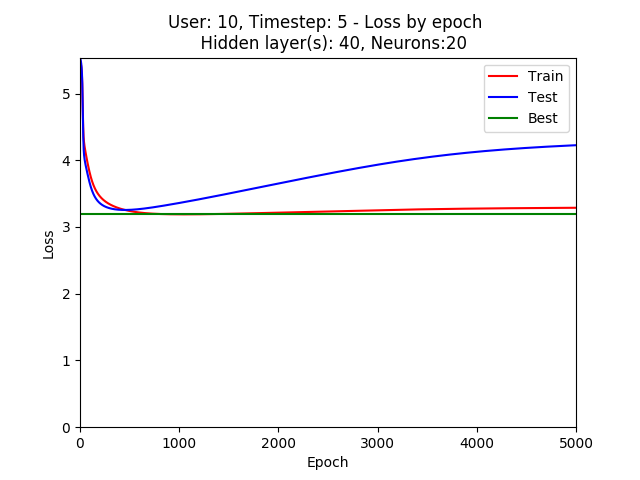 User: 10, Timestep: 5 - Loss by epoch
Hidden layer(s): 40, Neurons:20
Train
Test
Best
5
4
3
2
1
0
Loss
0 1000 2000 3000 4000 5000
Epoch